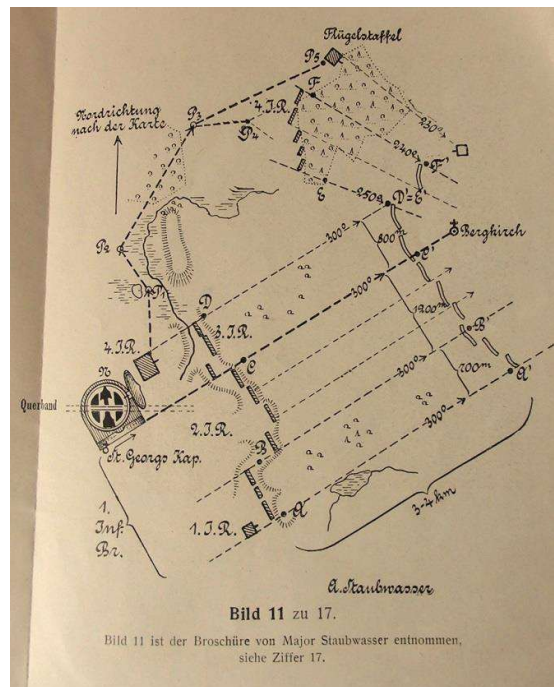 Flügelstaffel
P5
F
4.I.R.
Nordrichtung
nach der Karte
P3
P4
230°
240°
F'
E
250°
D'=E'
P2
300°
800m
Bergkirch
C'
P1
D
300°
4.I.R.
3.I.R.
1200m
N
C
B'
Querband
300°
700m
A'
2.I.R.
300°
St. Georgs Kap.
B
1.
Inf.
Br.
1.I.R.
A
3-4 km
A. Staubwasser
Bild 11 zu 17.
Bild 11 ist der Broschüre von Major Staubwasser entnommen,
siehe Ziffer 17.